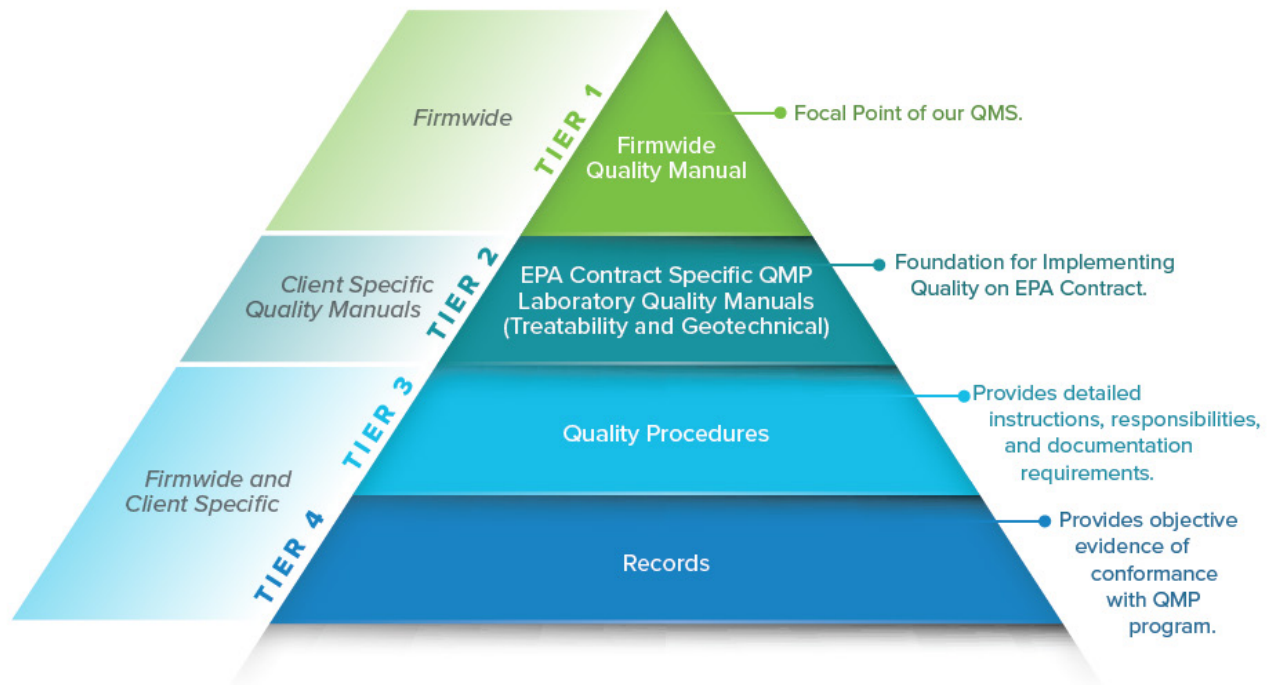 Firmwide
TIER 1
Firmwide
Quality Manual
Focal Point of our QMS.
Client Specific
Quality Manuals
TIER 2
EPA Contract Specific QMP
Laboratory Quality Manuals
(Treatability and Geotechnical)
Foundation for Implementing
Quality on EPA Contract.
Firmwide and
Client Specific
TIER 3
Quality Procedures
Provides detailed
instructions, responsibilities,
and documentation
requirements.
TIER 4
Records
Provides objective
evidence of
conformance
with QMP
program.